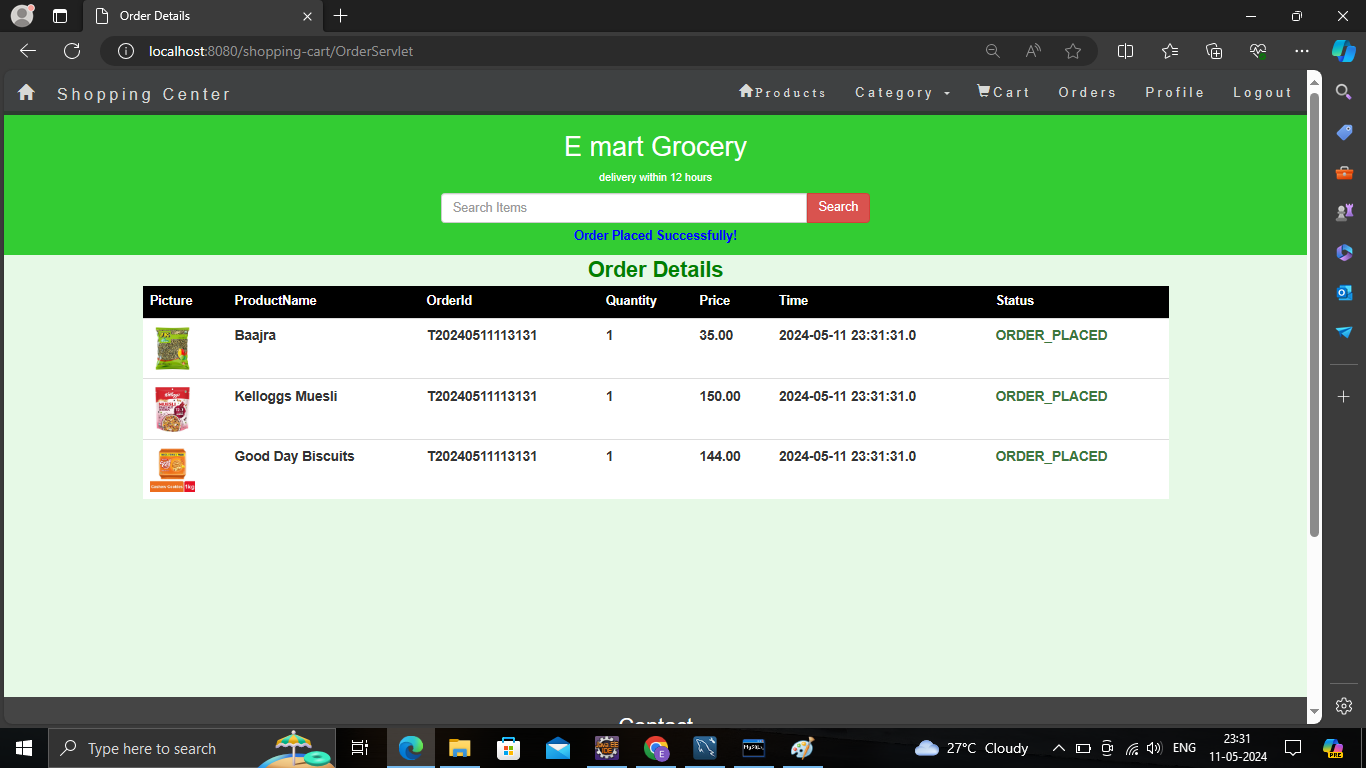 Order Details
localhost:8080/shopping-cart/OrderServlet
Shopping Center
Products Category Cart Orders Profile Logout
E mart Grocery
delivery within 12 hours
Search Items Search
Order Placed Successfully!
Order Details
Picture ProductName OrderId Quantity Price Time Status
Baajra T20240511113131 1 35.00 2024-05-11 23:31:31.0 ORDER_PLACED
Kelloggs Muesli T20240511113131 1 150.00 2024-05-11 23:31:31.0 ORDER_PLACED
Good Day Biscuits T20240511113131 1 144.00 2024-05-11 23:31:31.0 ORDER_PLACED
1kg
Contact
Type here to search
27°C Cloudy
ENG
23:31
11-05-2024
PRE